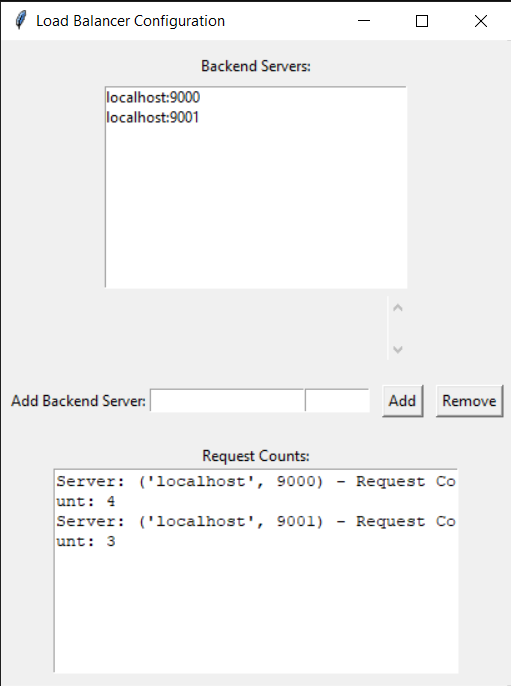 Load Balancer Configuration
Backend Servers:
localhost:9000
localhost:9001
Add Backend Server:
Add
Remove
Request Counts:
Server: ('localhost', 9000) - Request Co
unt: 4
Server: ('localhost', 9001) - Request Co
unt: 3